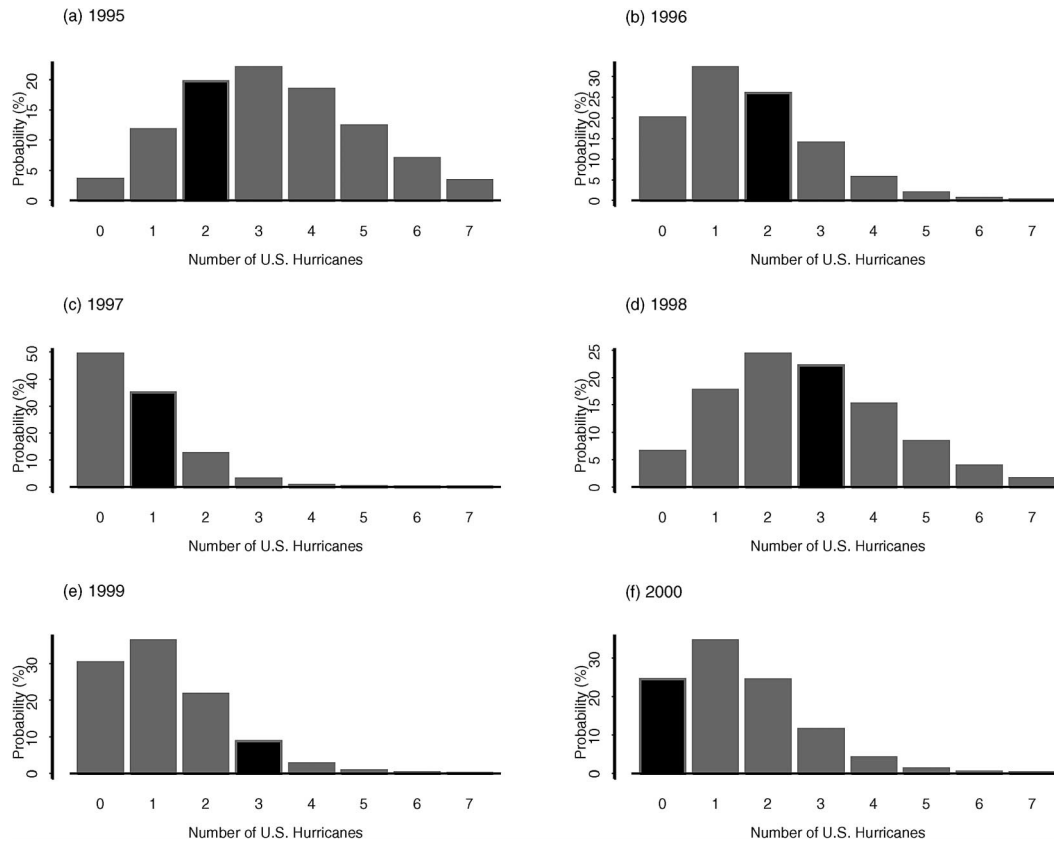 (a) 1995
Probability (%)
0 5 10 15 20
0 1 2 3 4 5 6 7
Number of U.S. Hurricanes
(b) 1996
Probability (%)
0 5 10 15 20 25 30
0 1 2 3 4 5 6 7
Number of U.S. Hurricanes
(c) 1997
Probability (%)
0 10 20 30 40 50
0 1 2 3 4 5 6 7
Number of U.S. Hurricanes
(d) 1998
Probability (%)
0 5 10 15 20 25
0 1 2 3 4 5 6 7
Number of U.S. Hurricanes
(e) 1999
Probability (%)
0 10 20 30
0 1 2 3 4 5 6 7
Number of U.S. Hurricanes
(f) 2000
Probability (%)
0 10 20 30
0 1 2 3 4 5 6 7
Number of U.S. Hurricanes